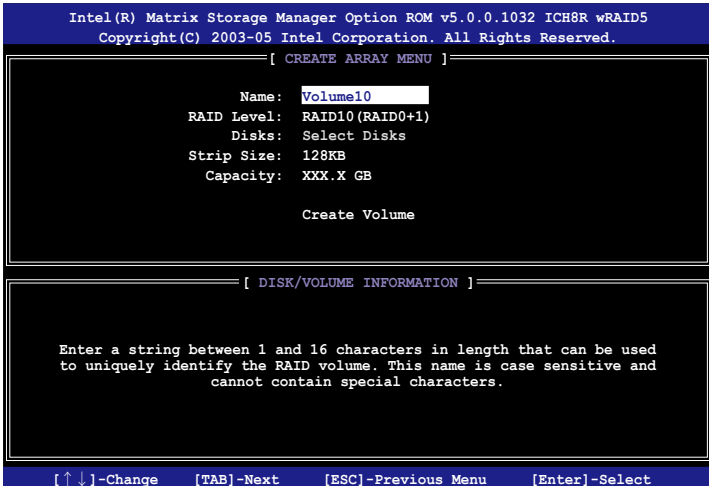 Intel(R) Matrix Storage Manager Option ROM v5.0.0.1032 ICH8R wRAID5
Copyright(C) 2003-05 Intel Corporation. All Rights Reserved.
[ CREATE ARRAY MENU ]
Name: Volume10
RAID Level: RAID10(RAID0+1)
Disks: Select Disks
Strip Size: 128KB
Capacity: XXX.X GB
Create Volume
[ DISK/VOLUME INFORMATION ]
Enter a string between 1 and 16 characters in length that can be used
to uniquely identify the RAID volume. This name is case sensitive and
cannot contain special characters.
[↑↓]-Change [TAB]-Next [ESC]-Previous Menu [Enter]-Select